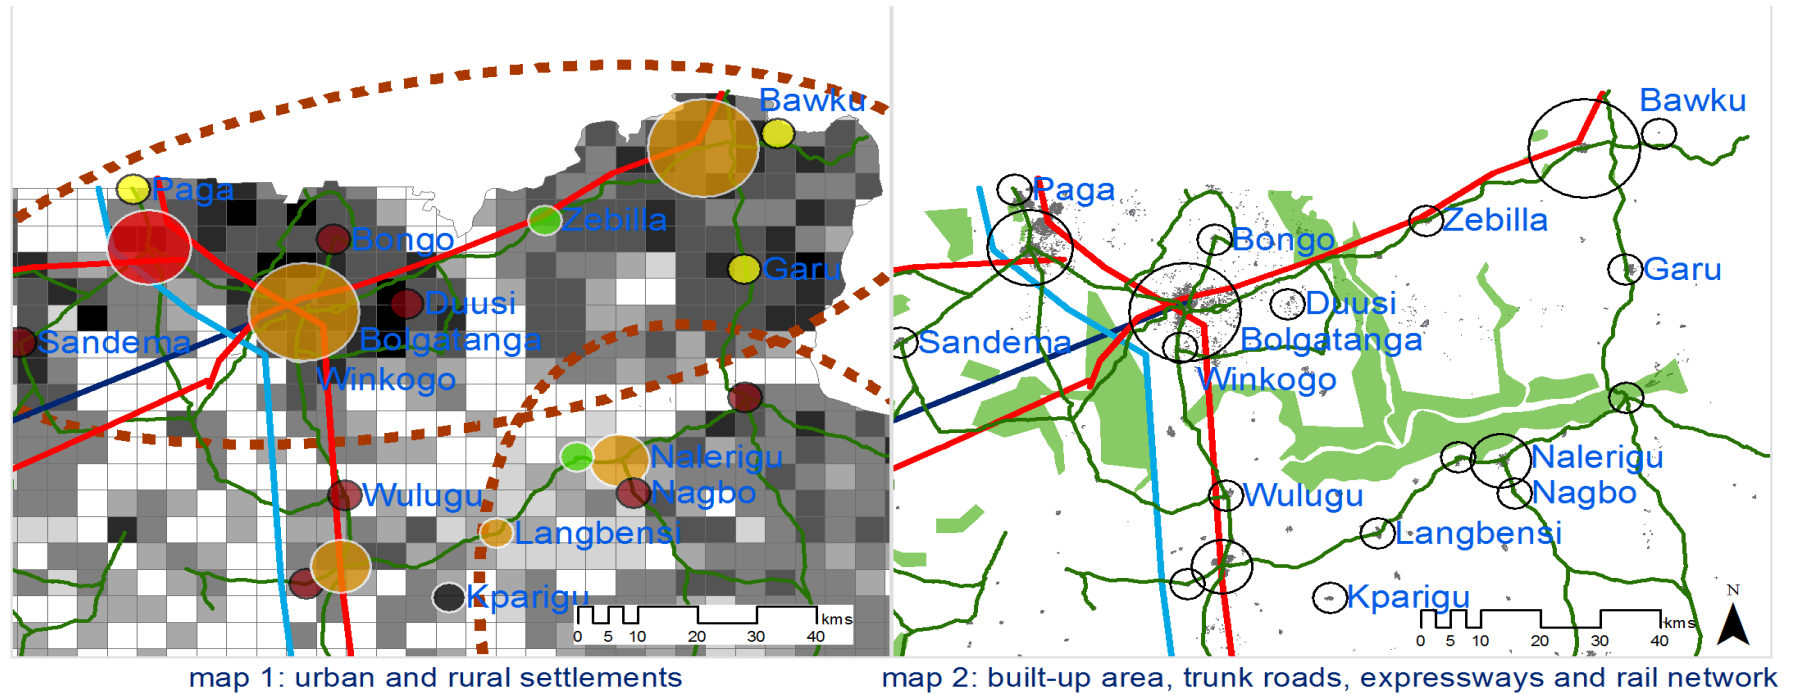 Bawku
Paga
Zebilla
Bongo
Garu
Duusi
Sandema
Bolgatanga
Winkogo
Nalerigu
Wulugu
Nagbo
Langbensi
Kparigu
kms
0 5 10 20 30 40
map 1: urban and rural settlements
Bawku
Paga
Zebilla
Bongo
Garu
Duusi
Sandema
Bolgatanga
Winkogo
Nalerigu
Wulugu
Nagbo
Langbensi
Kparigu
N
kms
0 5 10 20 30 40
map 2: built-up area, trunk roads, expressways and rail network